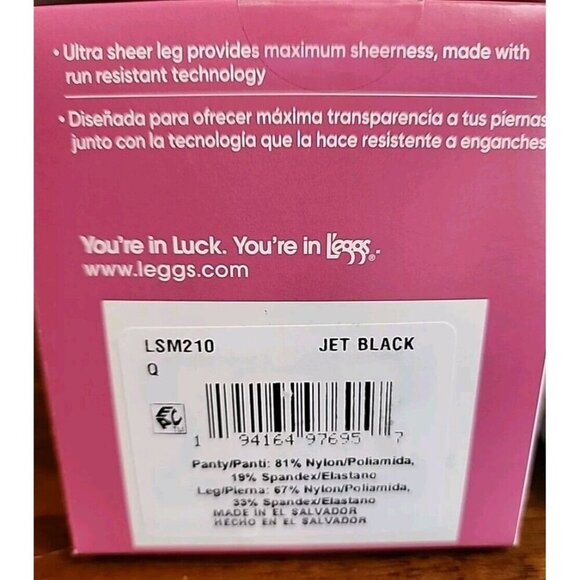 • Ultra sheer leg provides maximum sheerness, made with
run resistant technology
• Diseñada para ofrecer máxima transparencia a tus piernas
junto con la tecnología que la hace resistente a enganches
You're in Luck. You're in L'eggs®.
www.leggs.com
LSM210 JET BLACK
Q
EPC TM
1 94164 97695 7
Panty/Panti: 81% Nylon/Poliamida,
19% Spandex/Elastano
Leg/Pierna: 67% Nylon/Poliamida,
33% Spandex/Elastano
MADE IN EL SALVADOR
HECHO EN EL SALVADOR